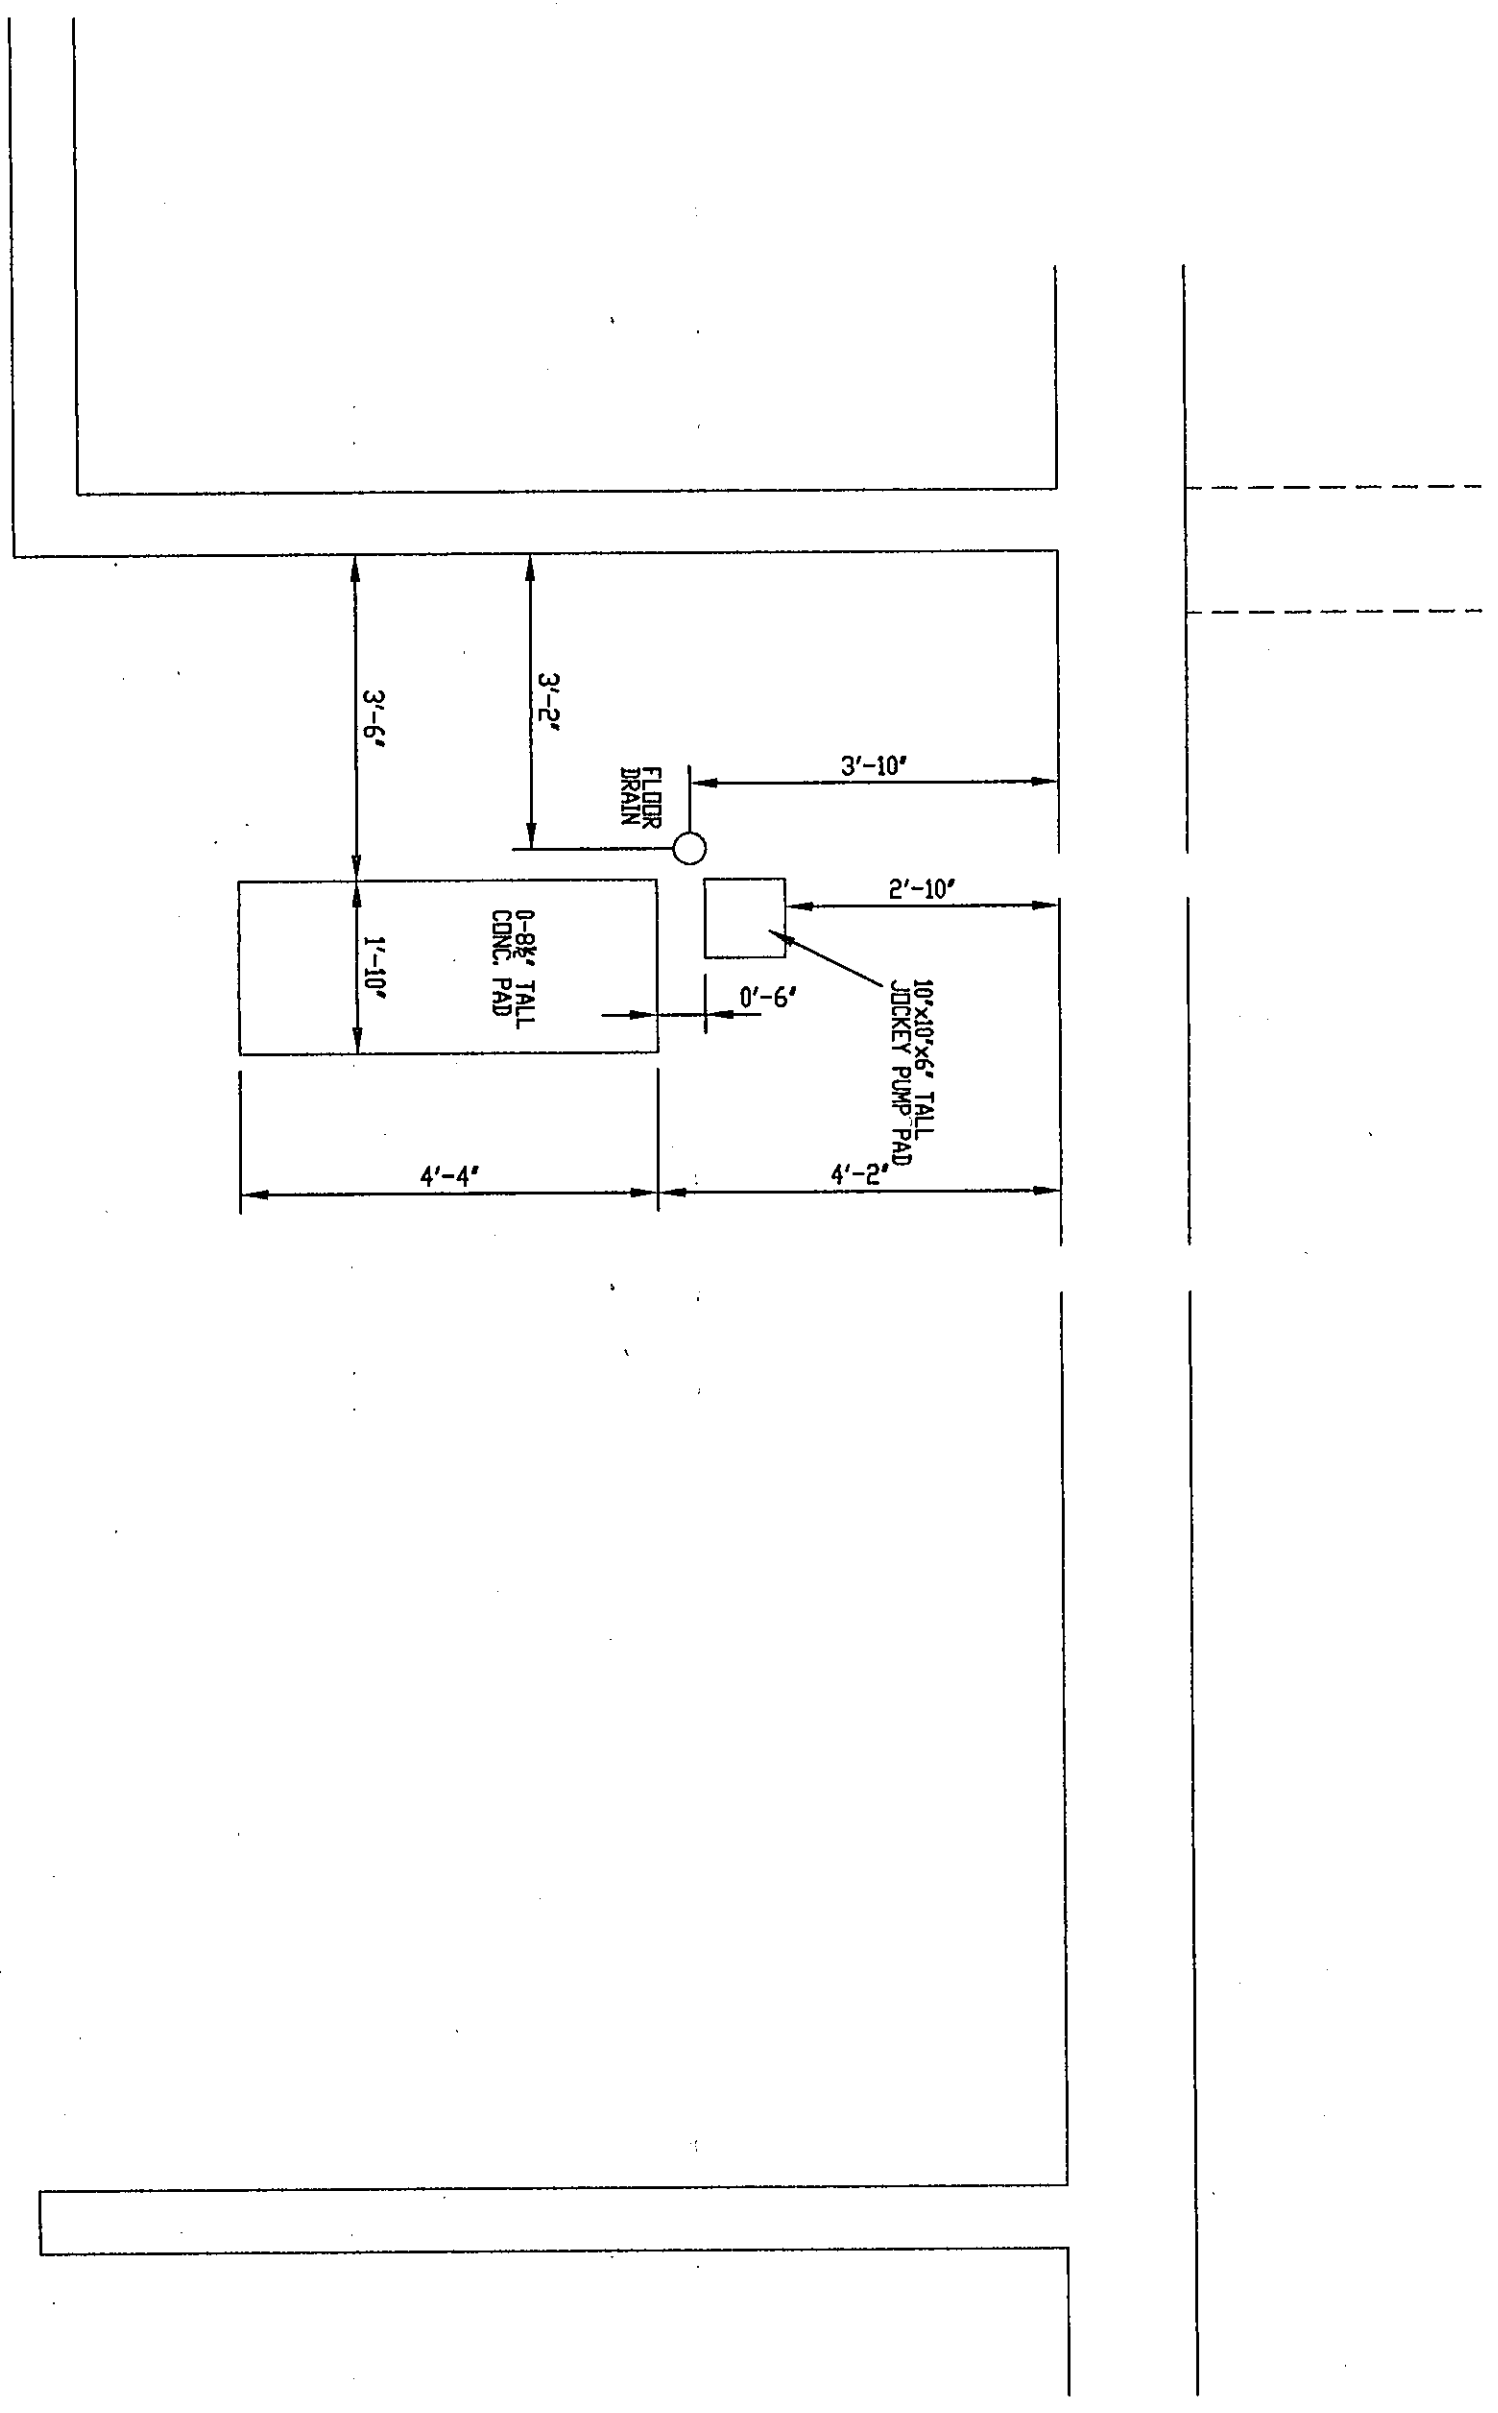 3'-6"
3'-2"
FLOOR
DRAIN
3'-10"
2'-10"
10"x10"x6" TALL
JOCKEY PUMP PAD
0'-6"
0-8½" TALL
CONC. PAD
1'-10"
4'-4"
4'-2"